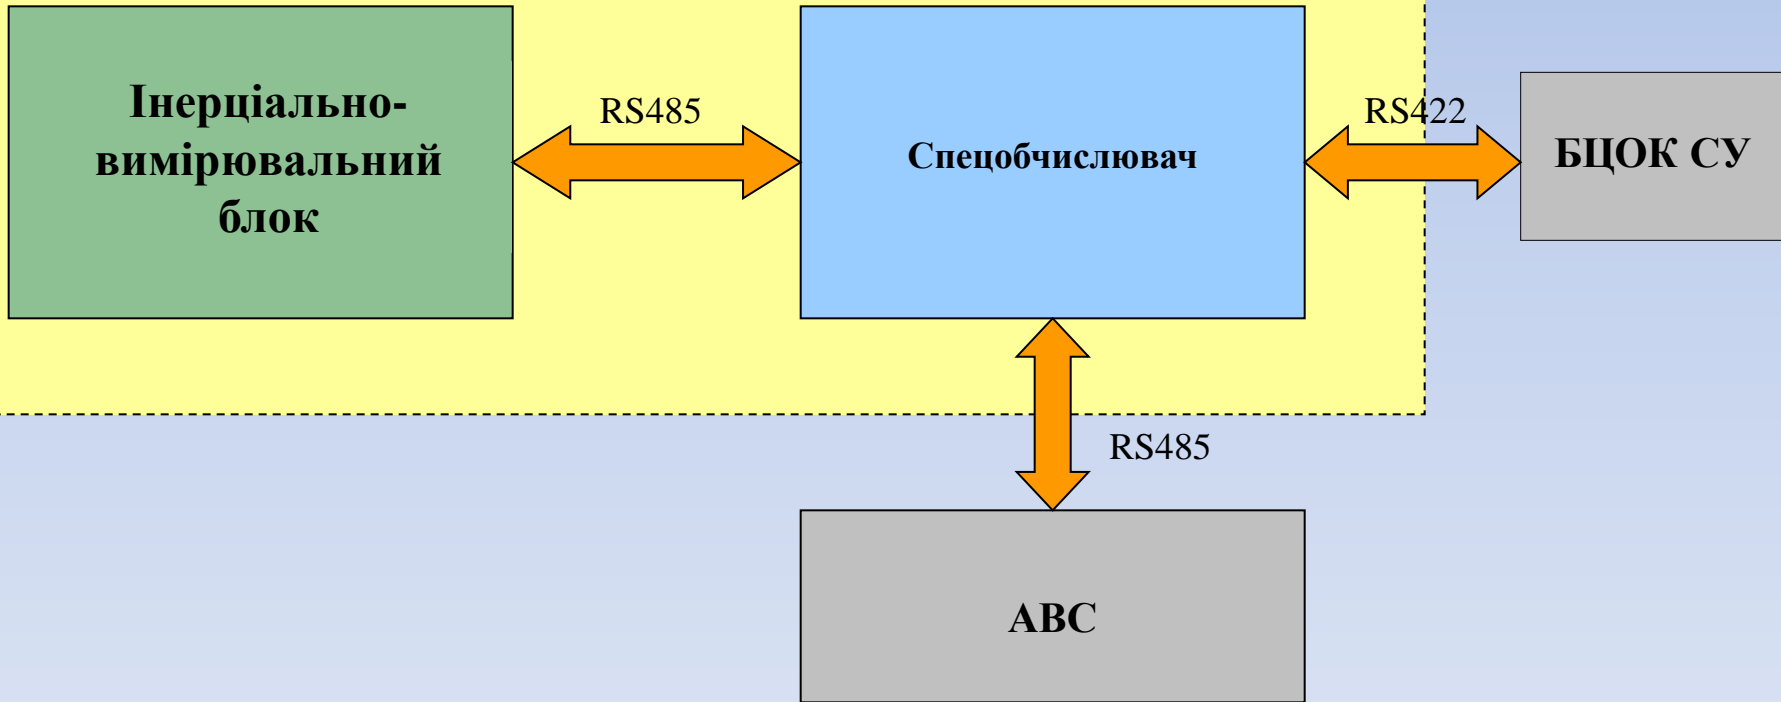 Інерціально-
вимірювальний
блок
RS485
Спецобчислювач
RS422
БЦОК СУ
RS485
АВС